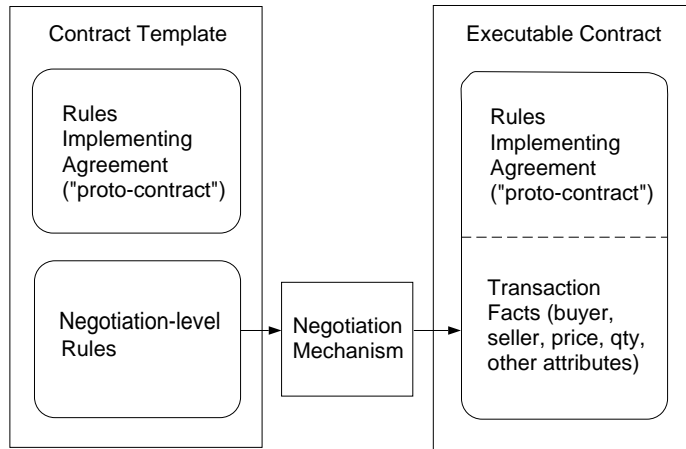 Contract Template
Rules
Implementing
Agreement
("proto-contract")
Negotiation-level
Rules
Negotiation
Mechanism
Executable Contract
Rules
Implementing
Agreement
("proto-contract")
Transaction
Facts (buyer,
seller, price, qty,
other attributes)